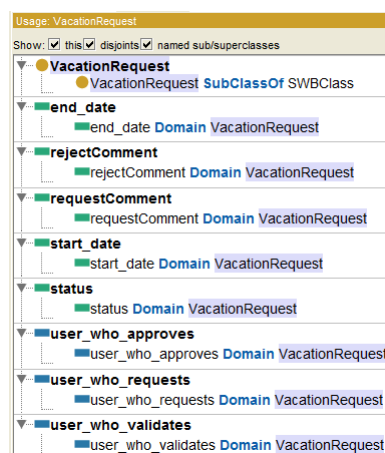 Usage: VacationRequest
Show: this disjoints named sub/superclasses
VacationRequest
VacationRequest SubClassOf SWBClass
end_date
end_date Domain VacationRequest
rejectComment
rejectComment Domain VacationRequest
requestComment
requestComment Domain VacationRequest
start_date
start_date Domain VacationRequest
status
status Domain VacationRequest
user_who_approves
user_who_approves Domain VacationRequest
user_who_requests
user_who_requests Domain VacationRequest
user_who_validates
user_who_validates Domain VacationRequest